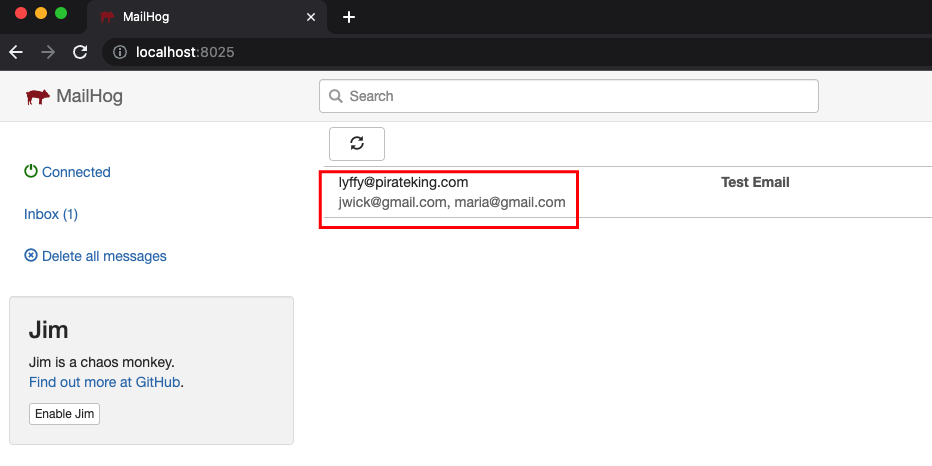 MailHog
localhost:8025
MailHog
Search
Connected
Inbox (1)
Delete all messages
lyffy@pirateking.com
jwick@gmail.com, maria@gmail.com
Test Email
Jim
Jim is a chaos monkey.
Find out more at GitHub.
Enable Jim